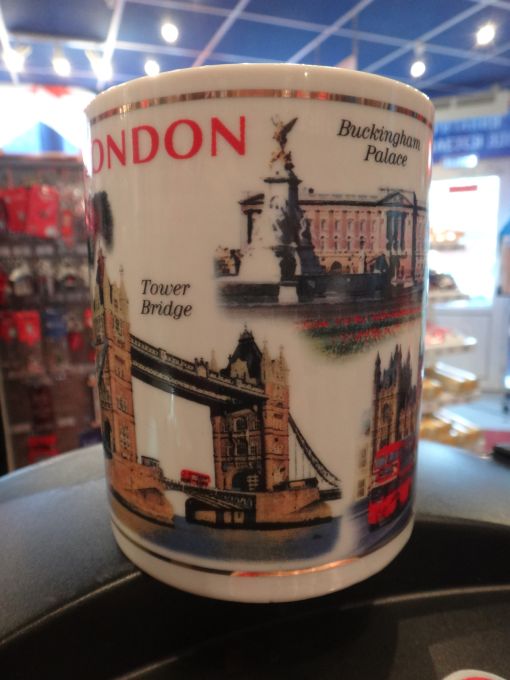 ONDON
Buckingham
Palace
Tower
Bridge